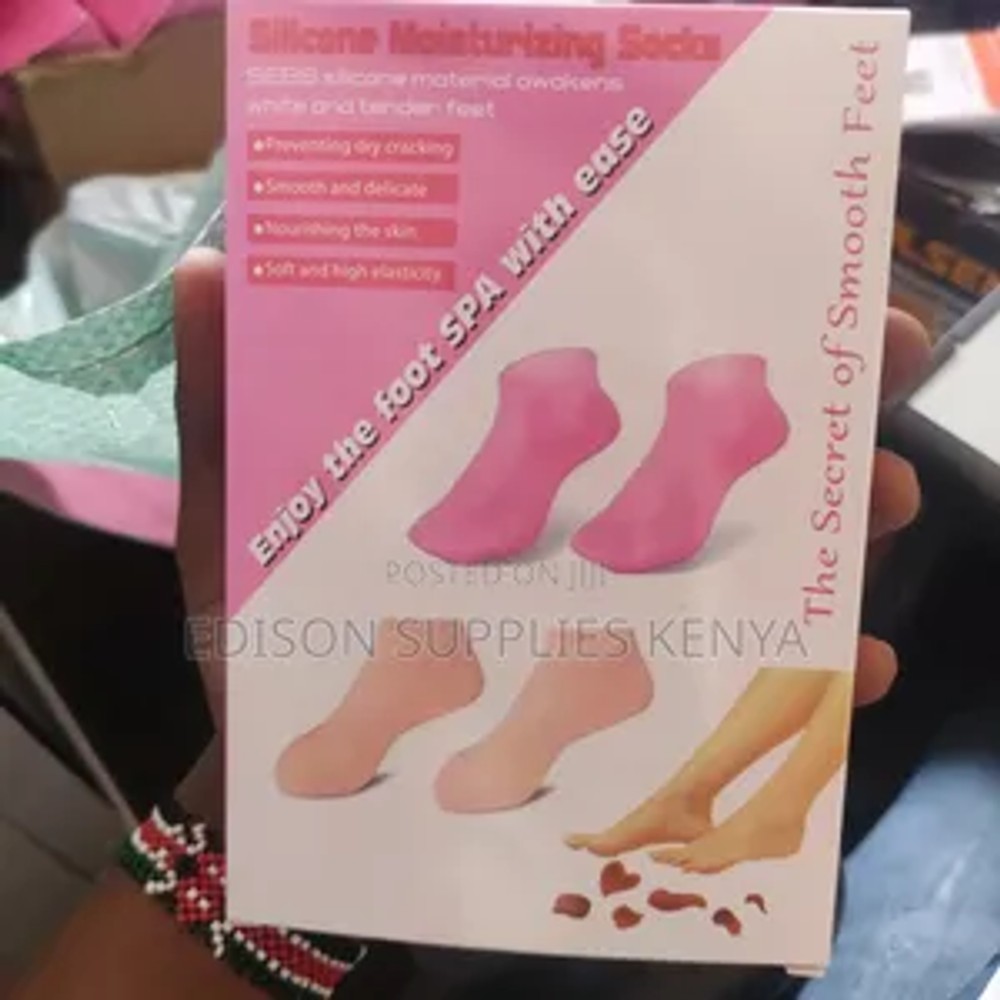 Silicone Moisturizing Socks
SEBS silicone material awakens
white and tender feet
Preventing dry cracking
Smooth and delicate
Nourishing the skin
Soft and high elasticity
Enjoy the foot SPA with ease
The Secret of Smooth Feet
POSTED ON JIJI
EDISON SUPPLIES KENYA